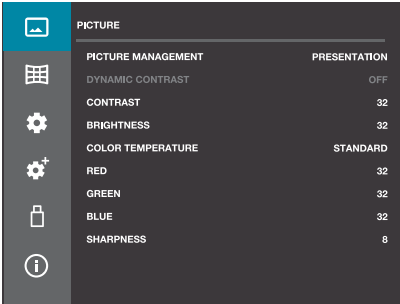 PICTURE
PICTURE MANAGEMENT PRESENTATION
DYNAMIC CONTRAST OFF
CONTRAST 32
BRIGHTNESS 32
COLOR TEMPERATURE STANDARD
RED 32
GREEN 32
BLUE 32
SHARPNESS 8